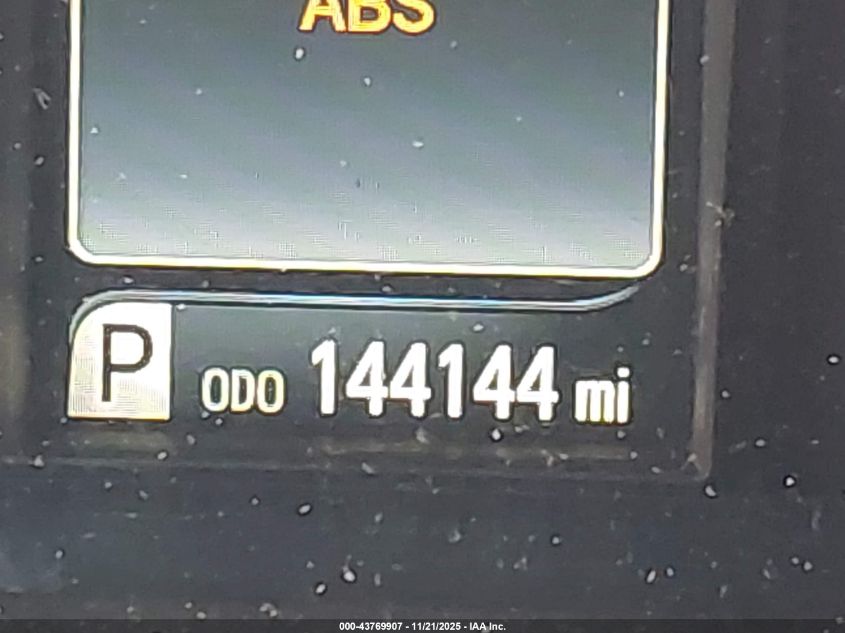 ABS
P ODO 144144 mi
000-43769907 - 11/21/2025 - IAA Inc.